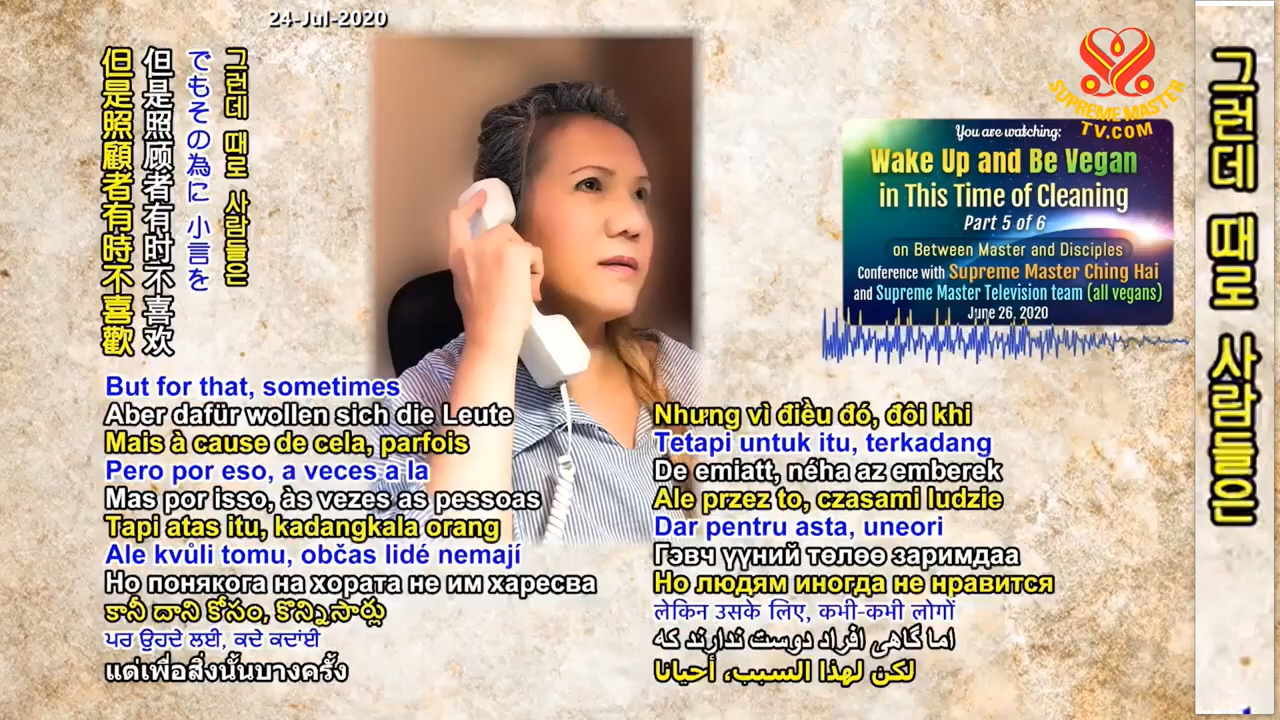 24-Jul-2020
SUPREME MASTER
TV.COM
You are watching:
Wake Up and Be Vegan
in This Time of Cleaning
Part 5 of 6
on Between Master and Disciples
Conference with Supreme Master Ching Hai
and Supreme Master Television team (all vegans)
June 26, 2020
그런데 때로 사람들은
でもその為に 小言を
但是照顾者有时不喜欢
但是照顧者有時不喜歡
But for that, sometimes
Aber dafür wollen sich die Leute
Mais à cause de cela, parfois
Pero por eso, a veces a la
Mas por isso, às vezes as pessoas
Tapi atas itu, kadangkala orang
Ale kvůli tomu, občas lidé nemají
Но понякога на хората не им харесва
కానీ దాని కోసం, కొన్నిసార్లు
ਪਰ ਉਹਦੇ ਲਈ, ਕਦੇ ਕਦਾਂਈ
แต่เพื่อสิ่งนั้นบางครั้ง
Nhưng vì điều đó, đôi khi
Tetapi untuk itu, terkadang
De emiatt, néha az emberek
Ale przez to, czasami ludzie
Dar pentru asta, uneori
Гэвч үүний төлөө заримдаа
Но людям иногда не нравится
लेकिन उसके लिए, कभी-कभी लोगों
اما گاهی افراد دوست ندارند که
لكن لهذا السبب، أحيانا
그런데 때로 사람들은